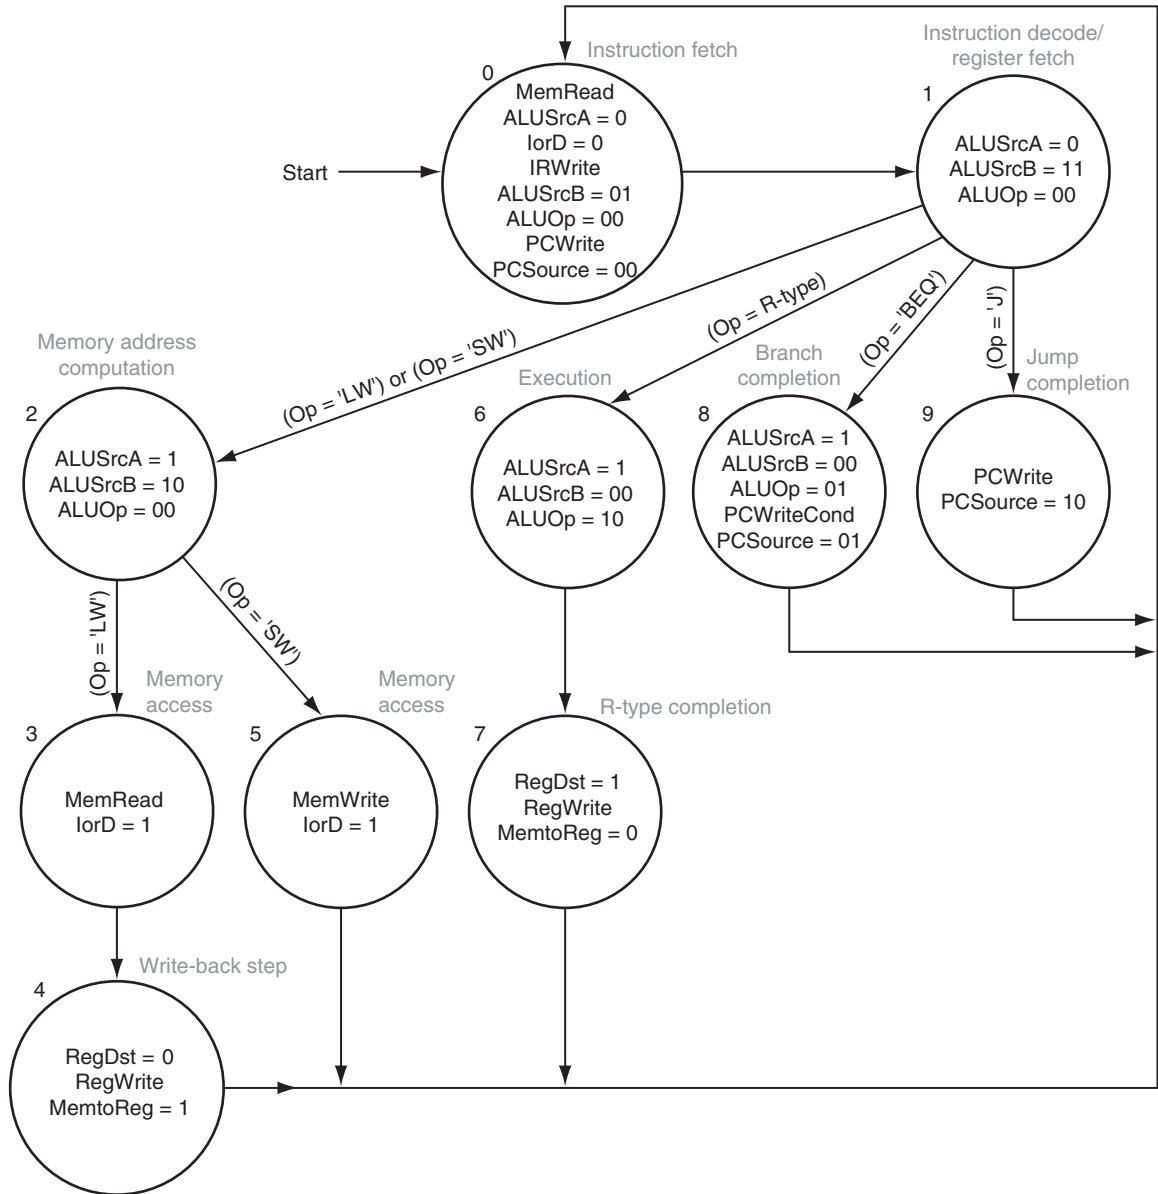 Instruction fetch
0
MemRead
ALUSrcA = 0
IorD = 0
IRWrite
ALUSrcB = 01
ALUOp = 00
PCWrite
PCSource = 00
Start
Instruction decode/
register fetch
1
ALUSrcA = 0
ALUSrcB = 11
ALUOp = 00
(Op = 'LW') or (Op = 'SW')
(Op = R-type)
(Op = 'BEQ')
(Op = 'J')
Memory address
computation
2
ALUSrcA = 1
ALUSrcB = 10
ALUOp = 00
Execution
6
ALUSrcA = 1
ALUSrcB = 00
ALUOp = 10
Branch
completion
8
ALUSrcA = 1
ALUSrcB = 00
ALUOp = 01
PCWriteCond
PCSource = 01
Jump
completion
9
PCWrite
PCSource = 10
(Op = 'LW')
(Op = 'SW')
Memory
access
3
MemRead
IorD = 1
Memory
access
5
MemWrite
IorD = 1
R-type completion
7
RegDst = 1
RegWrite
MemtoReg = 0
Write-back step
4
RegDst = 0
RegWrite
MemtoReg = 1